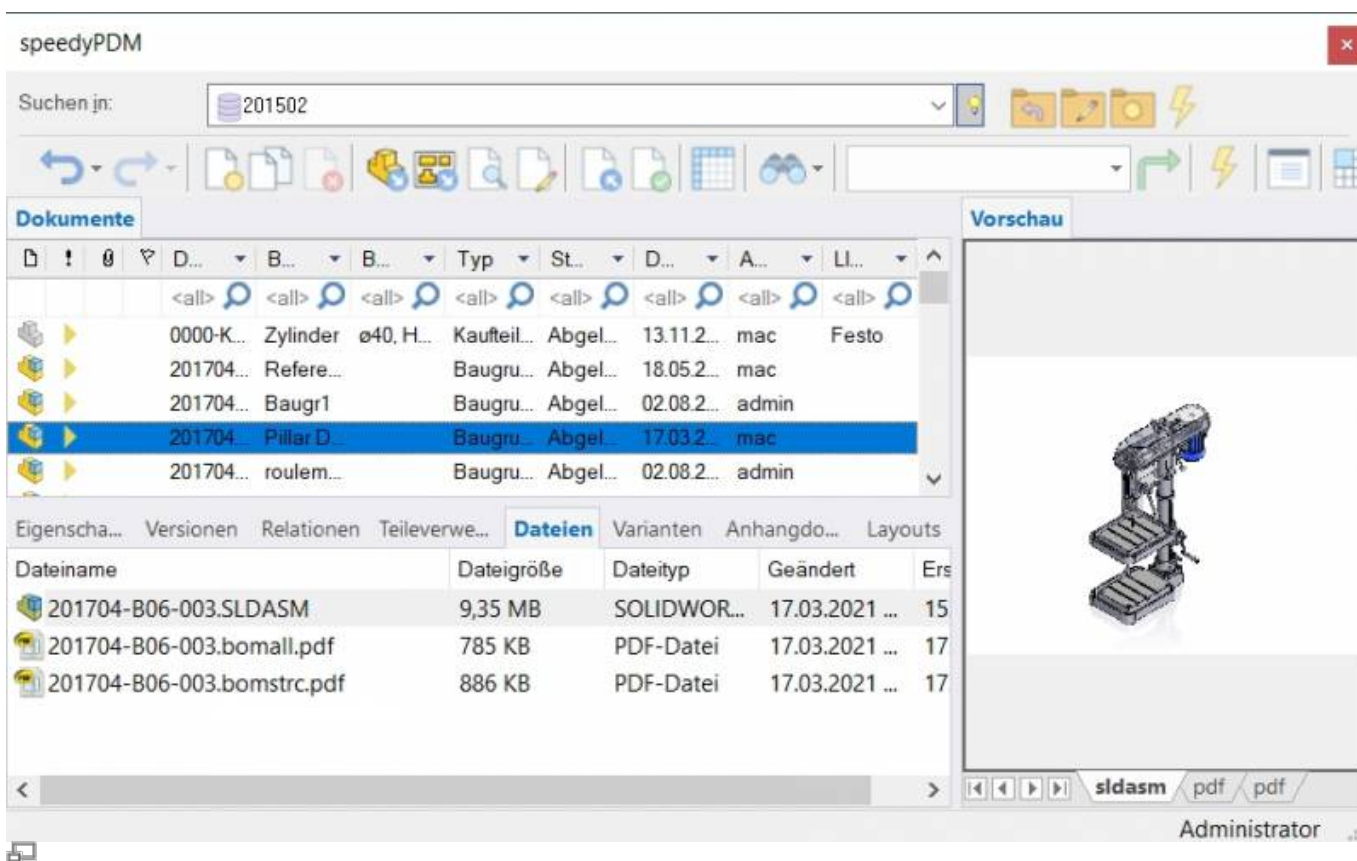 speedyPDM
Suchen in: 201502
Dokumente Vorschau
! D... B... B... Typ St... D... A... LI...
<all> <all> <all> <all> <all> <all> <all> <all>
0000-K... Zylinder ø40, H... Kaufteil... Abgel... 13.11.2... mac Festo
201704... Refere... Baugru... Abgel... 18.05.2... mac
201704... Baugr1 Baugru... Abgel... 02.08.2... admin
201704... Pillar D... Baugru... Abgel... 17.03.2... mac
201704... roulem... Baugru... Abgel... 02.08.2... admin
Eigenscha... Versionen Relationen Teileverwe... Dateien Varianten Anhangdo... Layouts
Dateiname Dateigröße Dateityp Geändert Ers
201704-B06-003.SLDASM 9,35 MB SOLIDWOR... 17.03.2021 ... 15
201704-B06-003.bomall.pdf 785 KB PDF-Datei 17.03.2021 ... 17
201704-B06-003.bomstrc.pdf 886 KB PDF-Datei 17.03.2021 ... 17
sldasm pdf pdf
Administrator